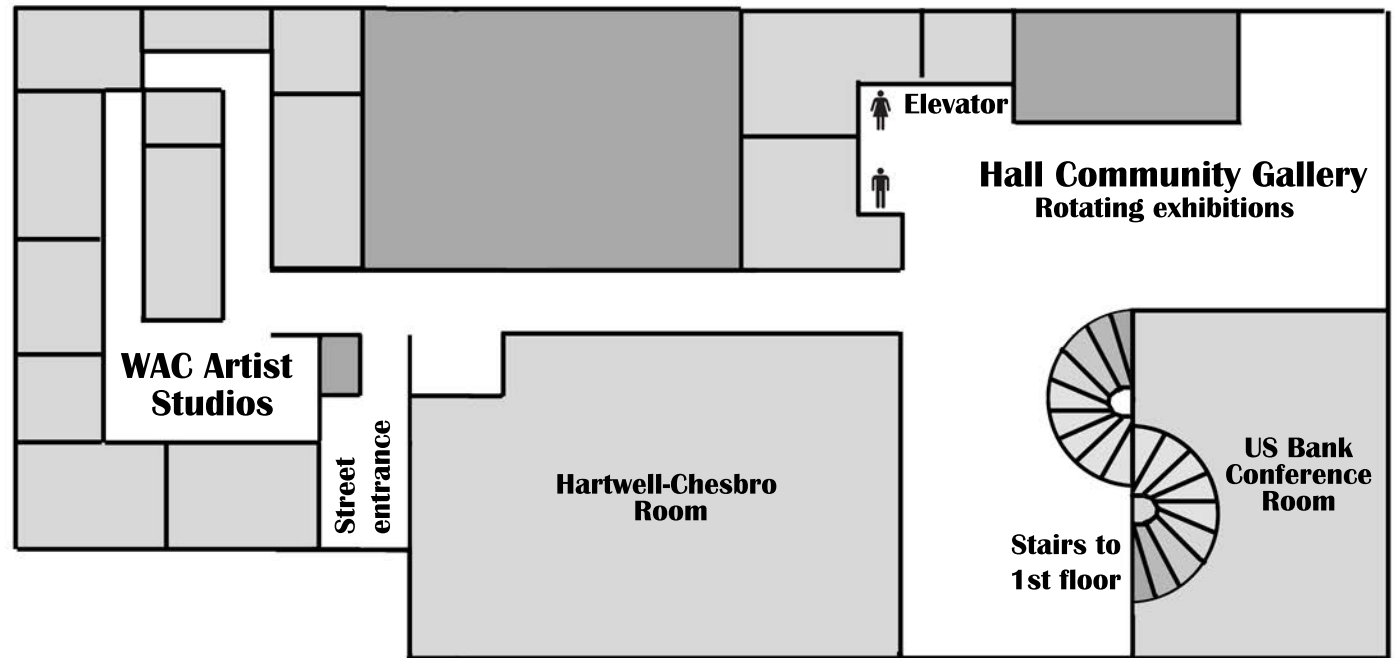 Elevator
Hall Community Gallery
Rotating exhibitions
WAC Artist
Studios
Street
entrance
Hartwell-Chesbro
Room
US Bank
Conference
Room
Stairs to
1st floor